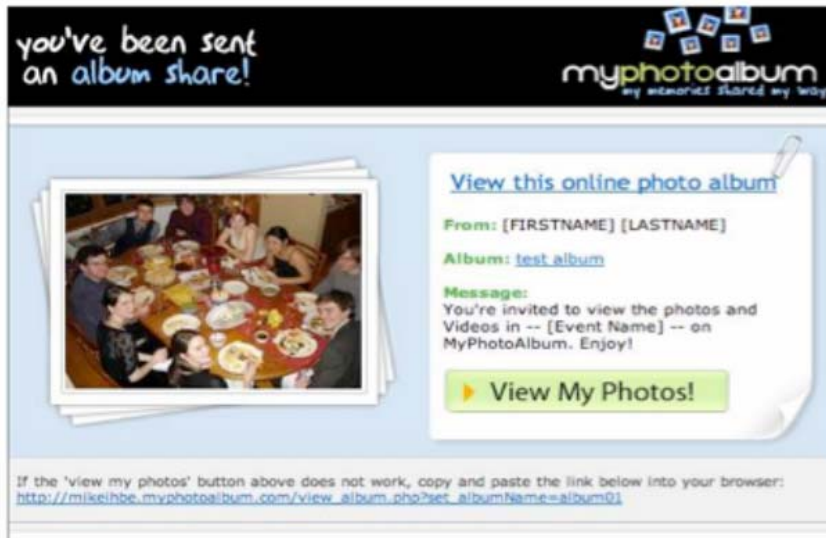 you've been sent
an album share!
myphotoalbum
my memories shared my way
View this online photo album
From: [FIRSTNAME] [LASTNAME]
Album: test album
Message:
You're invited to view the photos and
Videos in -- [Event Name] -- on
MyPhotoAlbum. Enjoy!
View My Photos!
If the 'view my photos' button above does not work, copy and paste the link below into your browser:
http://mikeihbe.myphotoalbum.com/view_album.php?set_albumName=album01